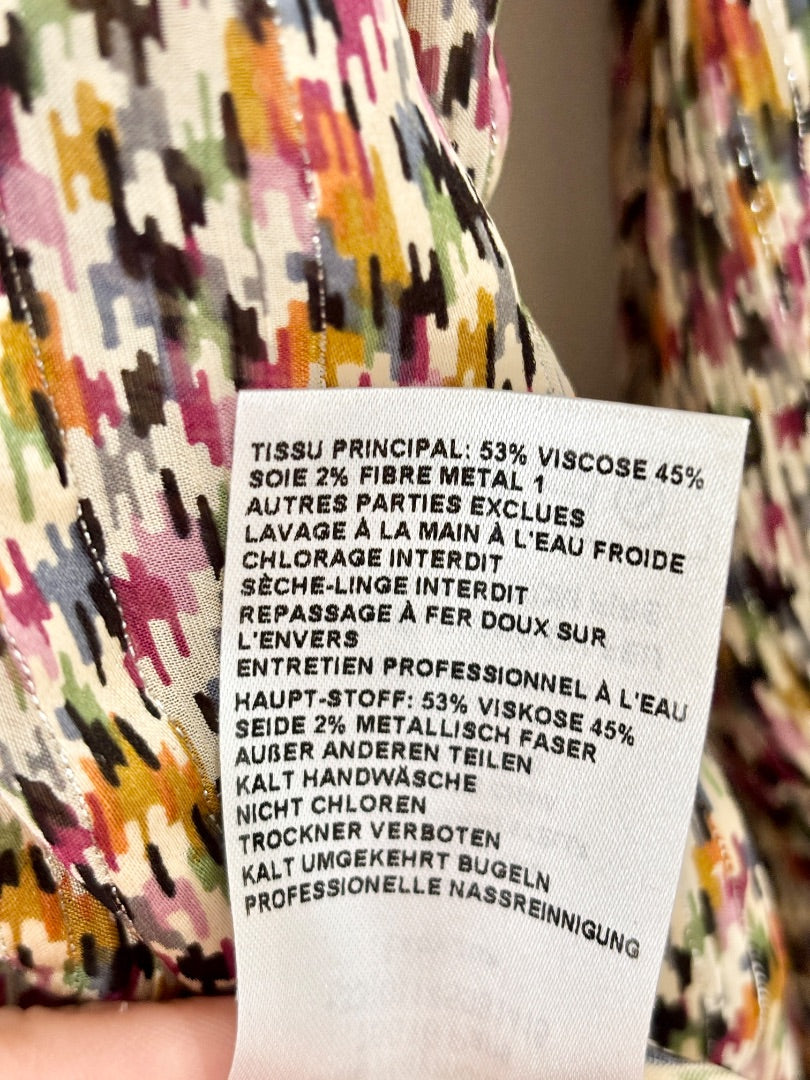 TISSU PRINCIPAL: 53% VISCOSE 45%
SOIE 2% FIBRE METAL 1
AUTRES PARTIES EXCLUES
LAVAGE À LA MAIN À L'EAU FROIDE
CHLORAGE INTERDIT
SÈCHE-LINGE INTERDIT
REPASSAGE À FER DOUX SUR
L'ENVERS
ENTRETIEN PROFESSIONNEL À L'EAU
HAUPT-STOFF: 53% VISKOSE 45%
SEIDE 2% METALLISCH FASER
AUßER ANDEREN TEILEN
KALT HANDWÄSCHE
NICHT CHLOREN
TROCKNER VERBOTEN
KALT UMGEKEHRT BUGELN
PROFESSIONELLE NASSREINNIGUNG